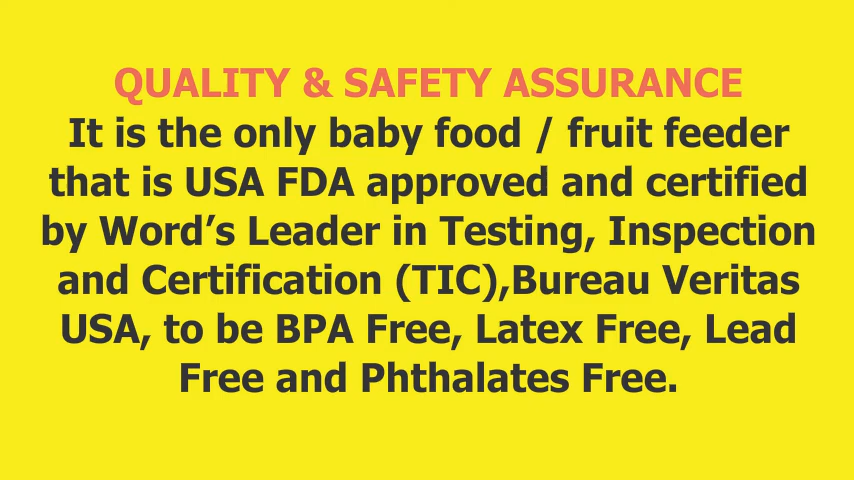 QUALITY & SAFETY ASSURANCE
It is the only baby food / fruit feeder
that is USA FDA approved and certified
by Word’s Leader in Testing, Inspection
and Certification (TIC),Bureau Veritas
USA, to be BPA Free, Latex Free, Lead
Free and Phthalates Free.